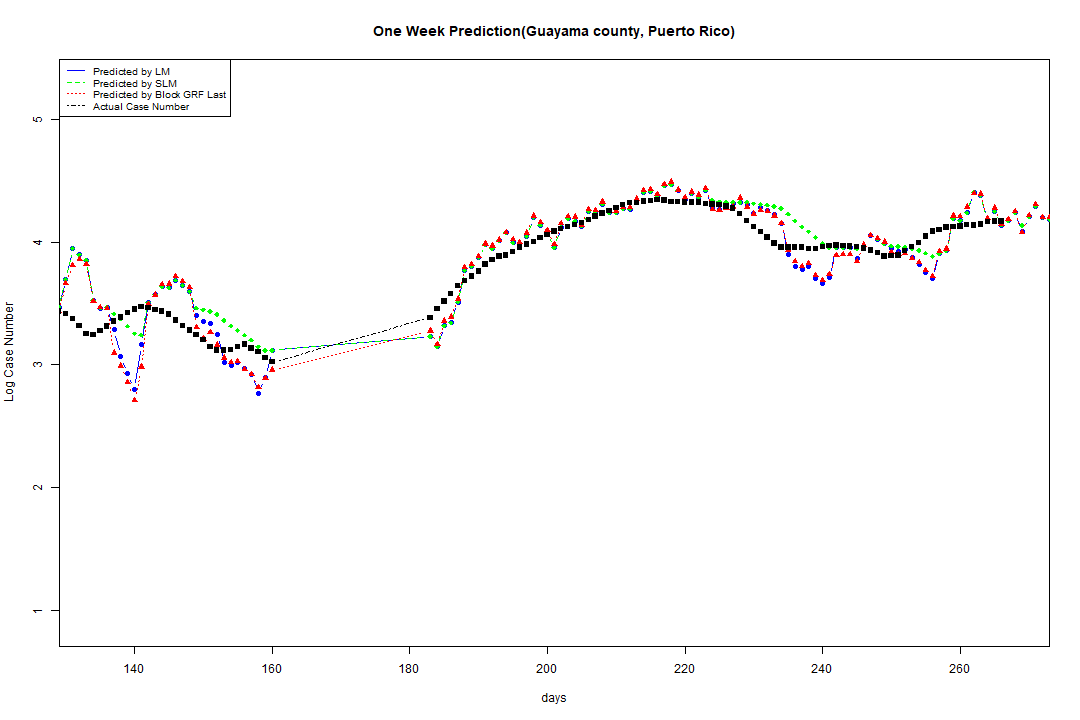 One Week Prediction(Guayama county, Puerto Rico)
Predicted by LM
Predicted by SLM
Predicted by Block GRF Last
Actual Case Number
5
4
3
2
1
Log Case Number
140 160 180 200 220 240 260
days